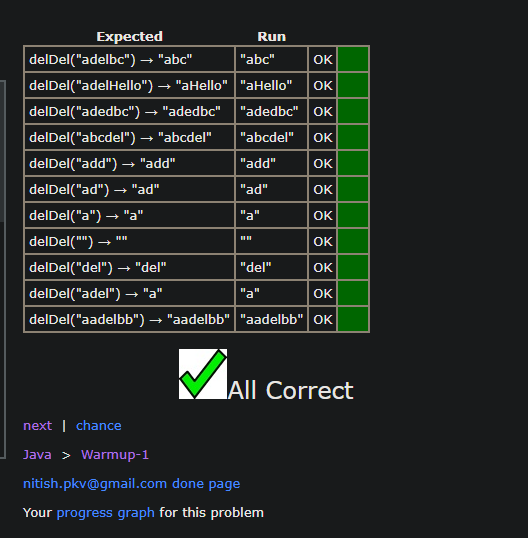 Expected Run
delDel("adelbc") → "abc" "abc" OK
delDel("adelHello") → "aHello" "aHello" OK
delDel("adedbc") → "adedbc" "adedbc" OK
delDel("abcdel") → "abcdel" "abcdel" OK
delDel("add") → "add" "add" OK
delDel("ad") → "ad" "ad" OK
delDel("a") → "a" "a" OK
delDel("") → "" "" OK
delDel("del") → "del" "del" OK
delDel("adel") → "a" "a" OK
delDel("aadelbb") → "aadelbb" "aadelbb" OK
All Correct
next | chance
Java > Warmup-1
nitish.pkv@gmail.com done page
Your progress graph for this problem